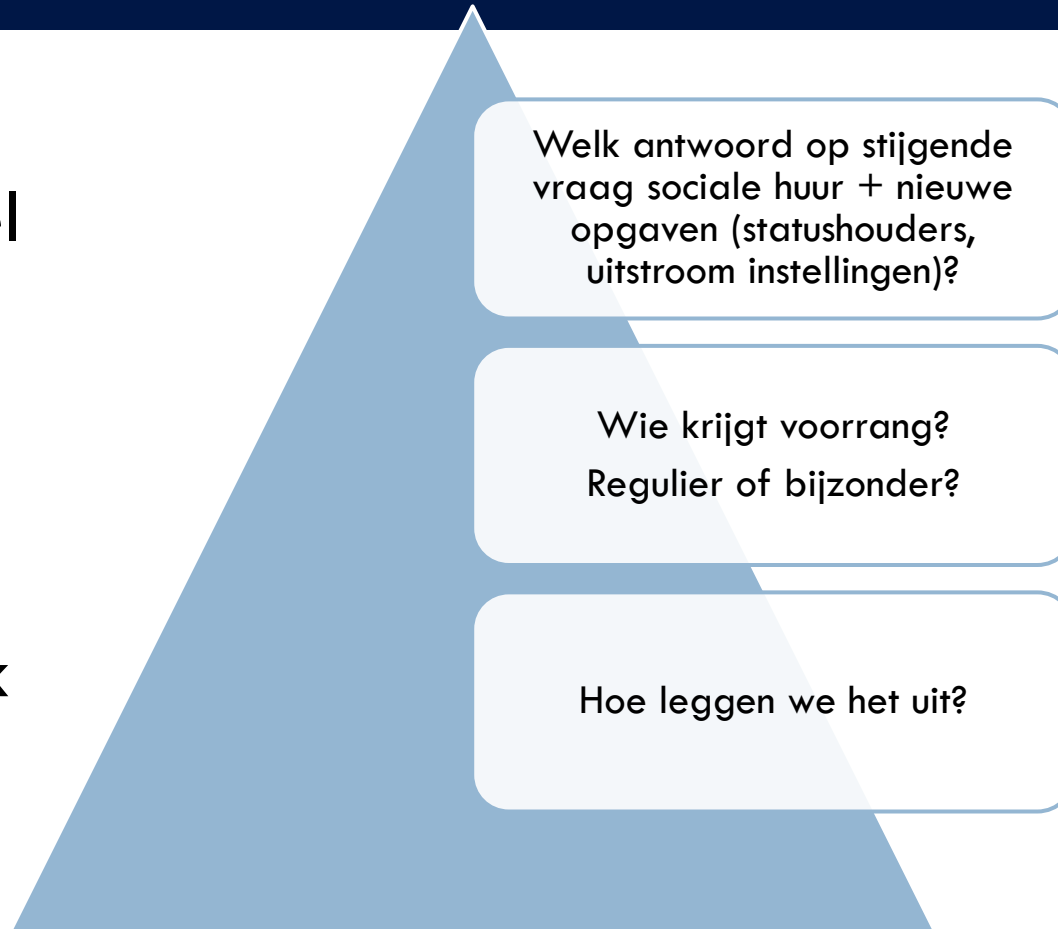 Welk antwoord op stijgende
vraag sociale huur + nieuwe
opgaven (statushouders,
uitstroom instellingen)?
Wie krijgt voorrang?
Regulier of bijzonder?
Hoe leggen we het uit?